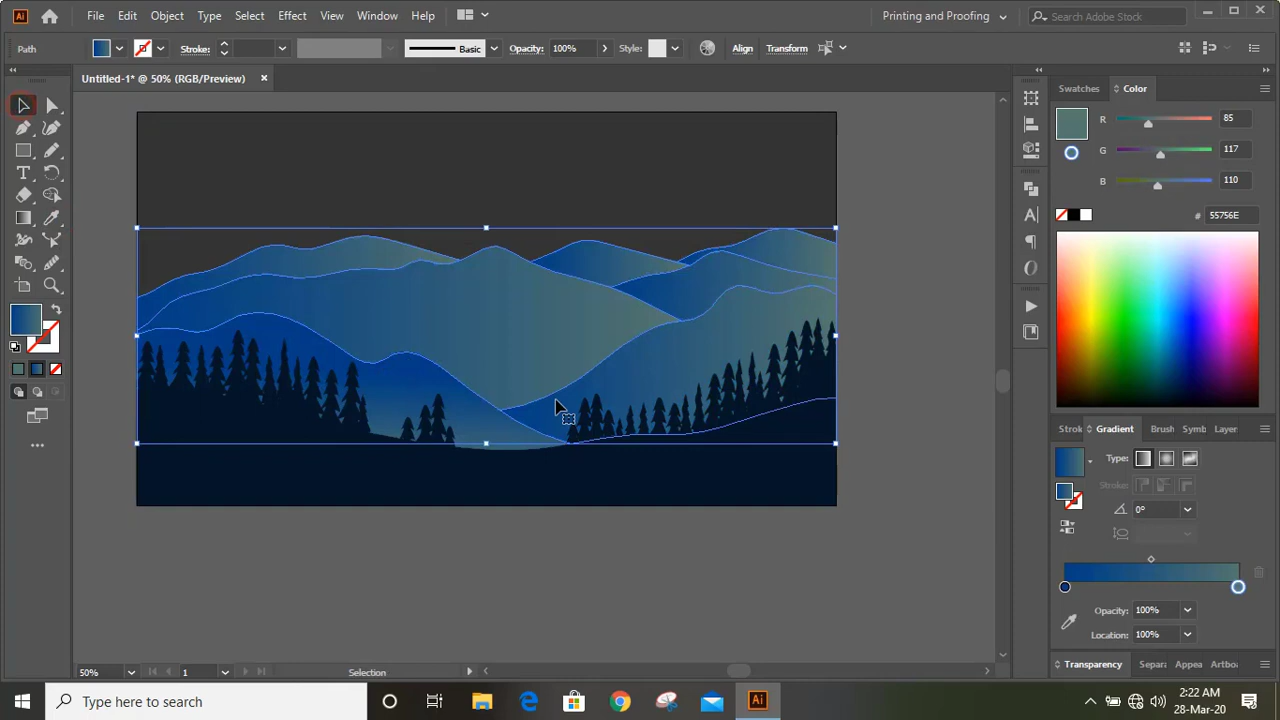 Ai File Edit Object Type Select Effect View Window Help Printing and Proofing Search Adobe Stock
Path Stroke: Basic Opacity: 100% Style: Align Transform
Untitled-1* @ 50% (RGB/Preview)
Swatches Color
R 85
G 117
B 110
# 55756E
Strok Gradient Brush Symb Layer
Type:
Stroke:
0°
Opacity: 100%
Location: 100%
Transparency Separa Appea Artbo
50% 1 Selection
Type here to search
Ai
2:22 AM
28-Mar-20